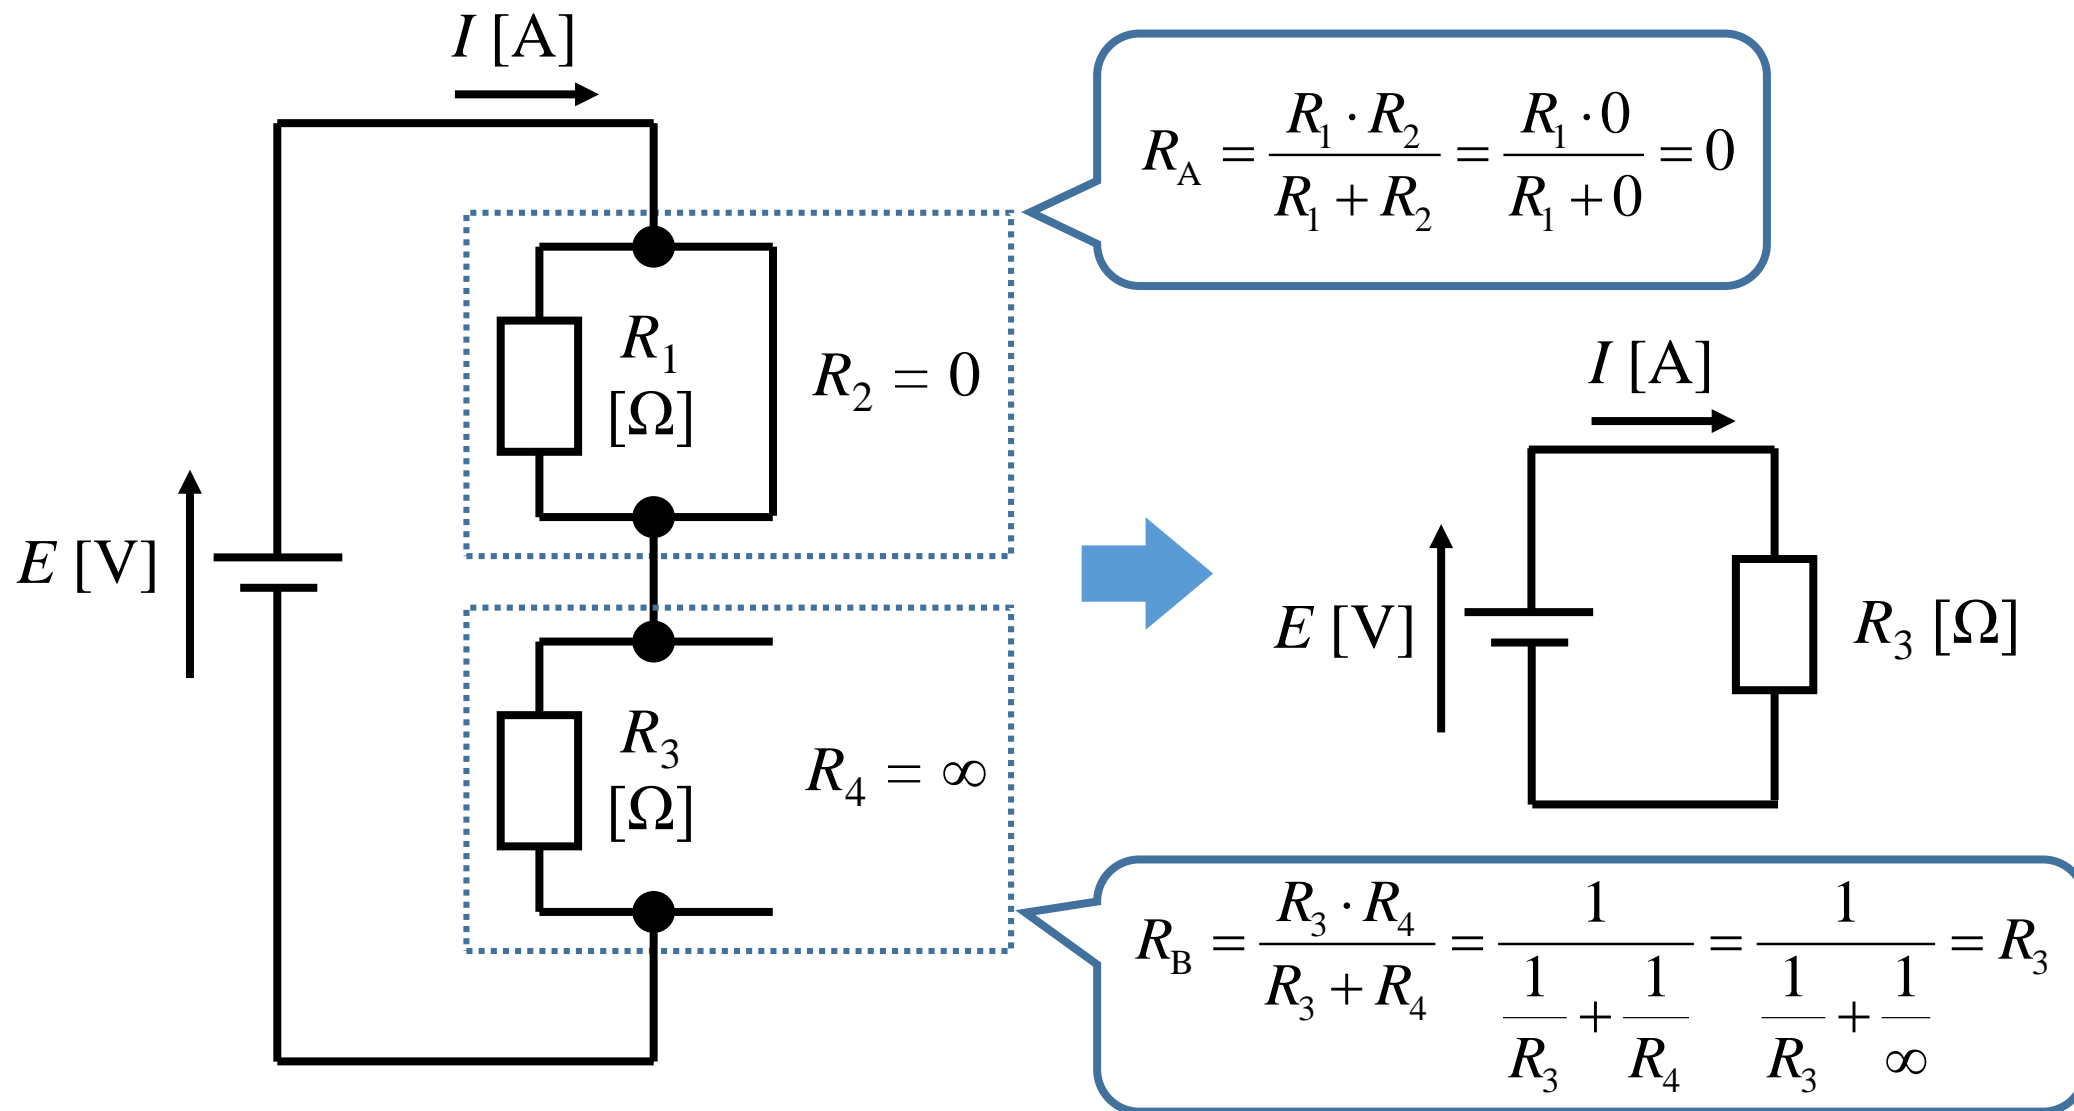 I [A]
R_A = (R_1 · R_2)/(R_1 + R_2) = (R_1 · 0)/(R_1 + 0) = 0
R_1
[Ω]
R_2 = 0
E [V]
R_3
[Ω]
R_4 = ∞
I [A]
E [V]
R_3 [Ω]
R_B = (R_3 · R_4)/(R_3 + R_4) = 1/(1/R_3 + 1/R_4) = 1/(1/R_3 + 1/∞) = R_3